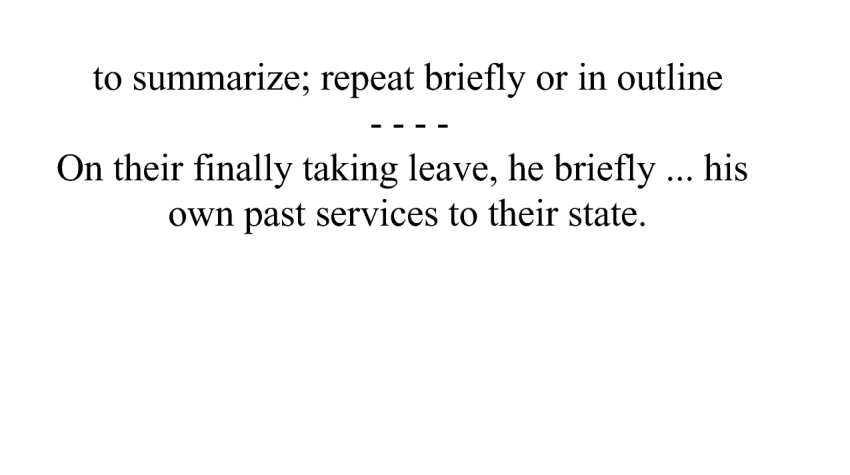 to summarize; repeat briefly or in outline
- - - -
On their finally taking leave, he briefly ... his
own past services to their state.